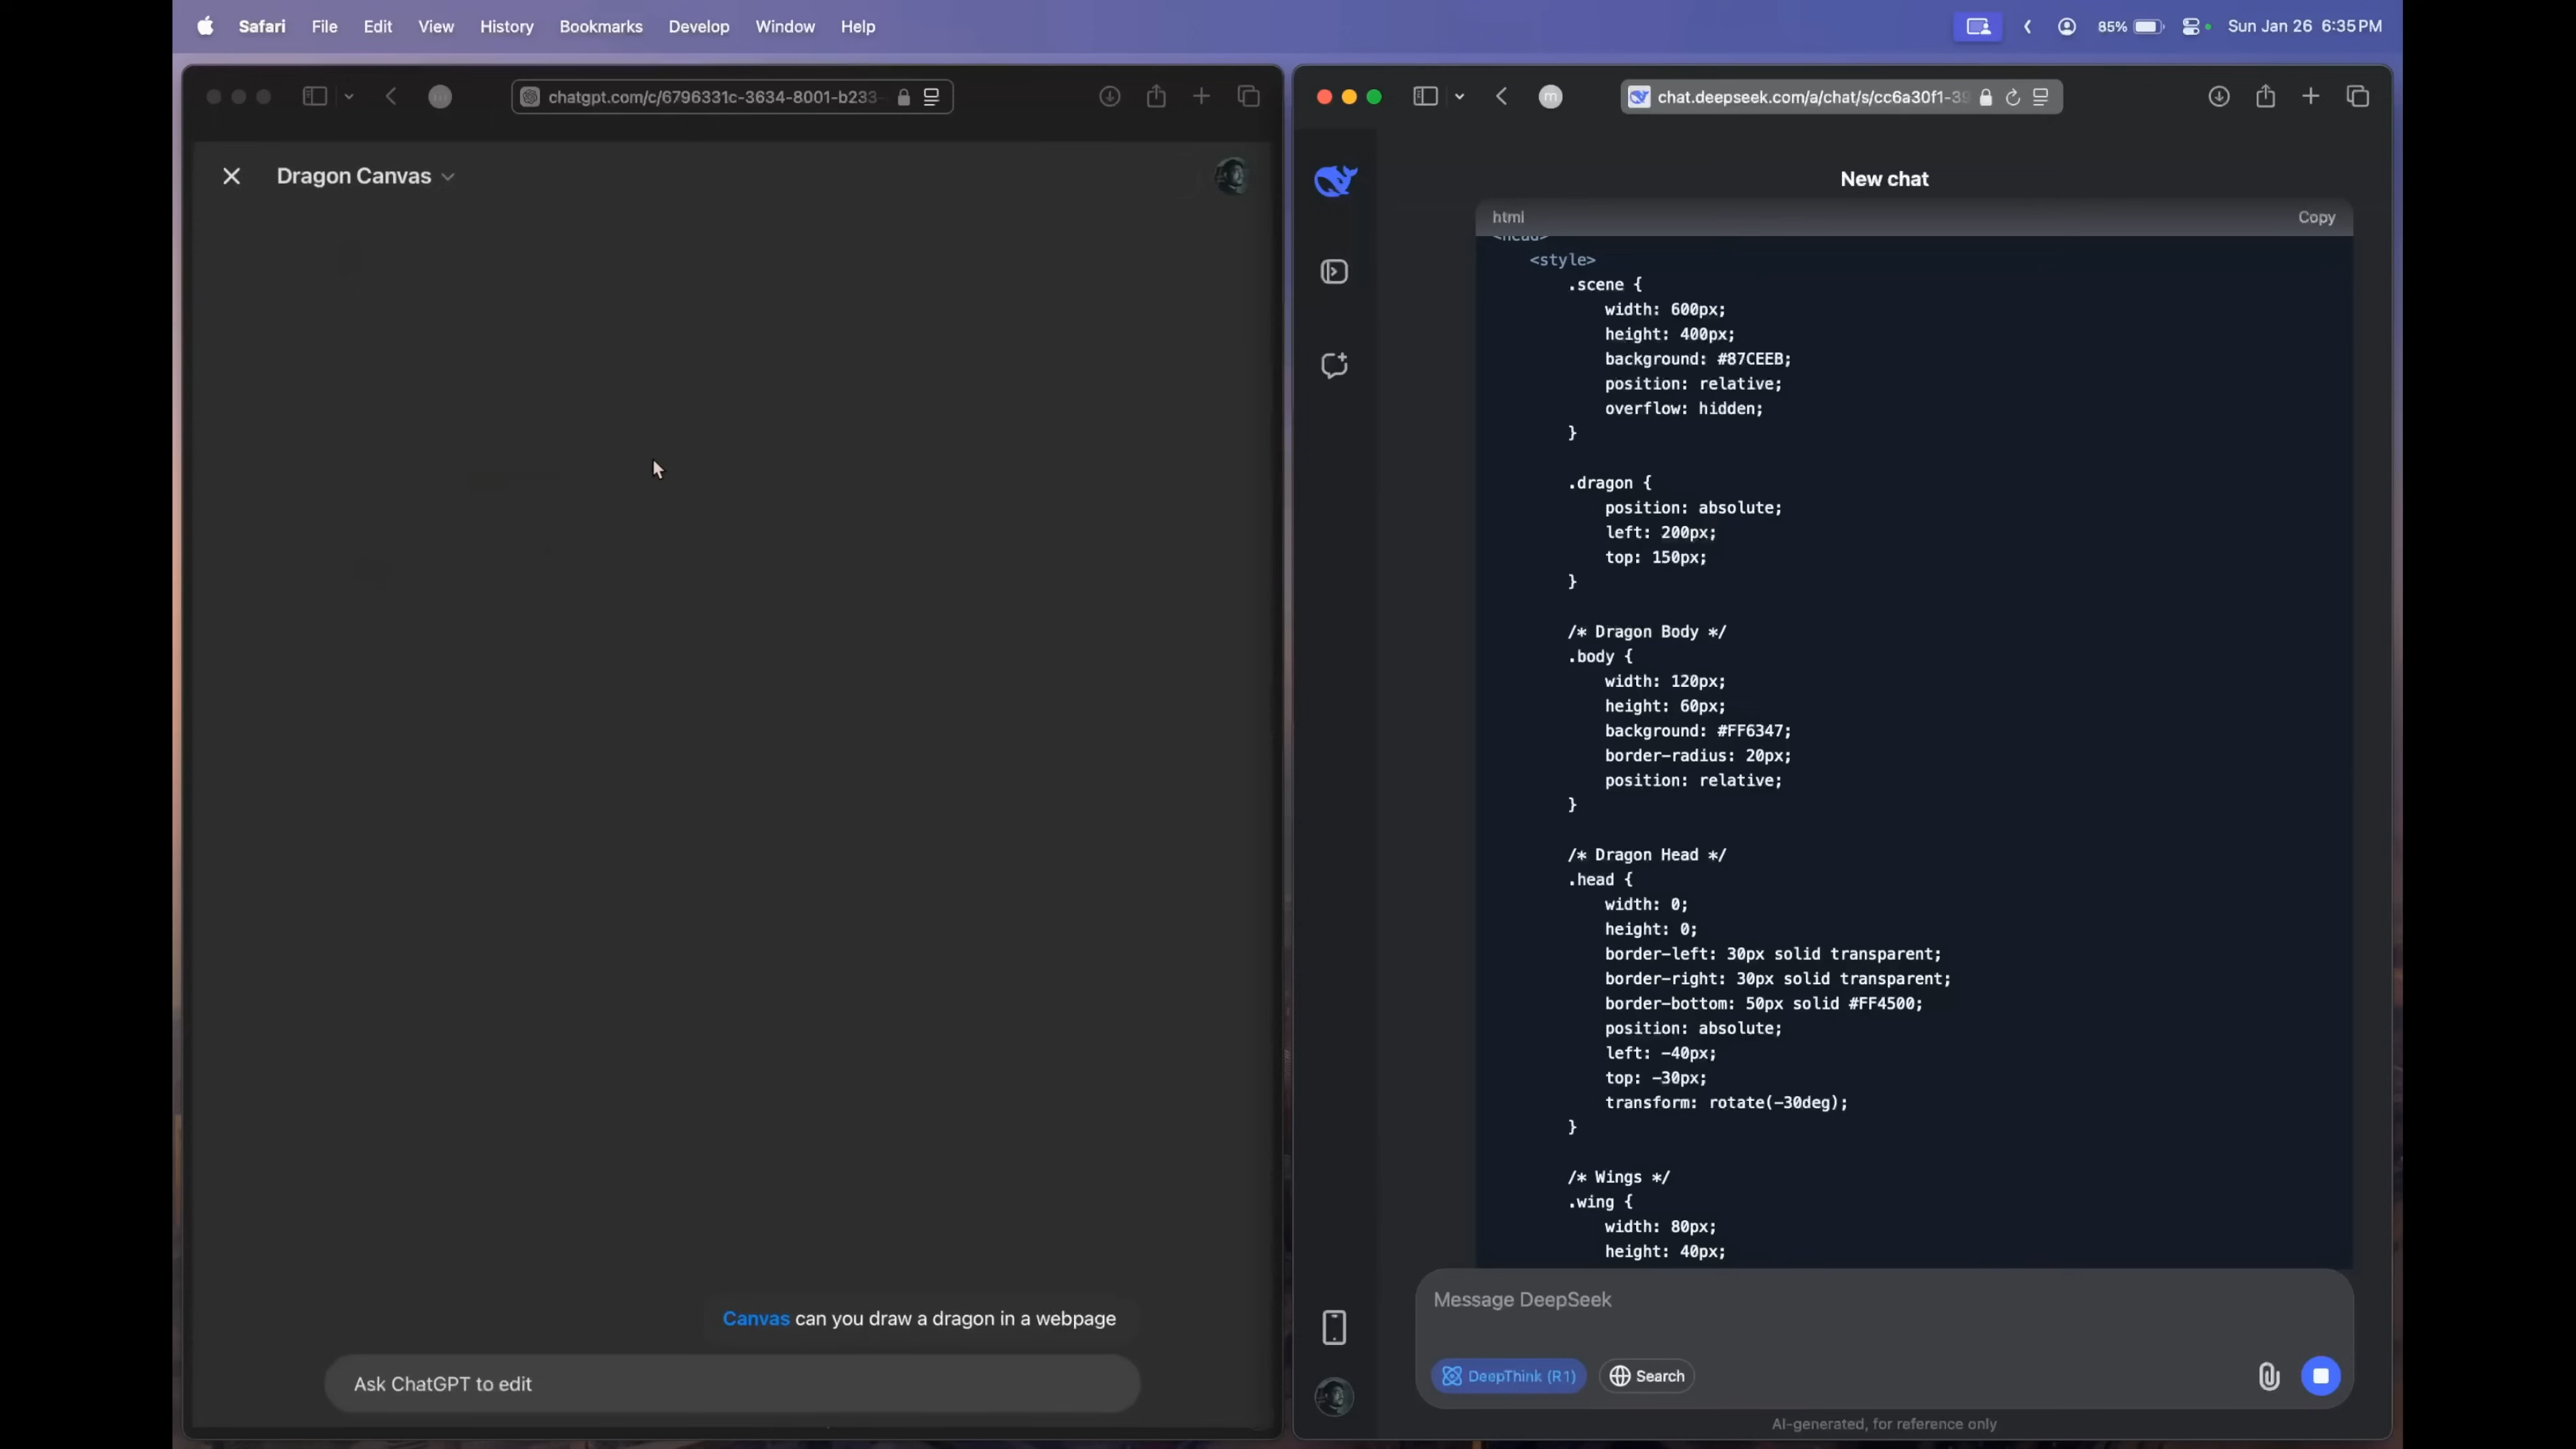 Safari File Edit View History Bookmarks Develop Window Help
85% Sun Jan 26 6:35 PM
chatgpt.com/c/6796331c-3634-8001-b233-
Dragon Canvas
Canvas can you draw a dragon in a webpage
Ask ChatGPT to edit
chat.deepseek.com/a/chat/s/cc6a30f1-39
m
New chat
html Copy
<head>
<style>
.scene {
width: 600px;
height: 400px;
background: #87CEEB;
position: relative;
overflow: hidden;
}
.dragon {
position: absolute;
left: 200px;
top: 150px;
}
/* Dragon Body */
.body {
width: 120px;
height: 60px;
background: #FF6347;
border-radius: 20px;
position: relative;
}
/* Dragon Head */
.head {
width: 0;
height: 0;
border-left: 30px solid transparent;
border-right: 30px solid transparent;
border-bottom: 50px solid #FF4500;
position: absolute;
left: -40px;
top: -30px;
transform: rotate(-30deg);
}
/* Wings */
.wing {
width: 80px;
height: 40px;
Message DeepSeek
DeepThink (R1) Search
AI-generated, for reference only